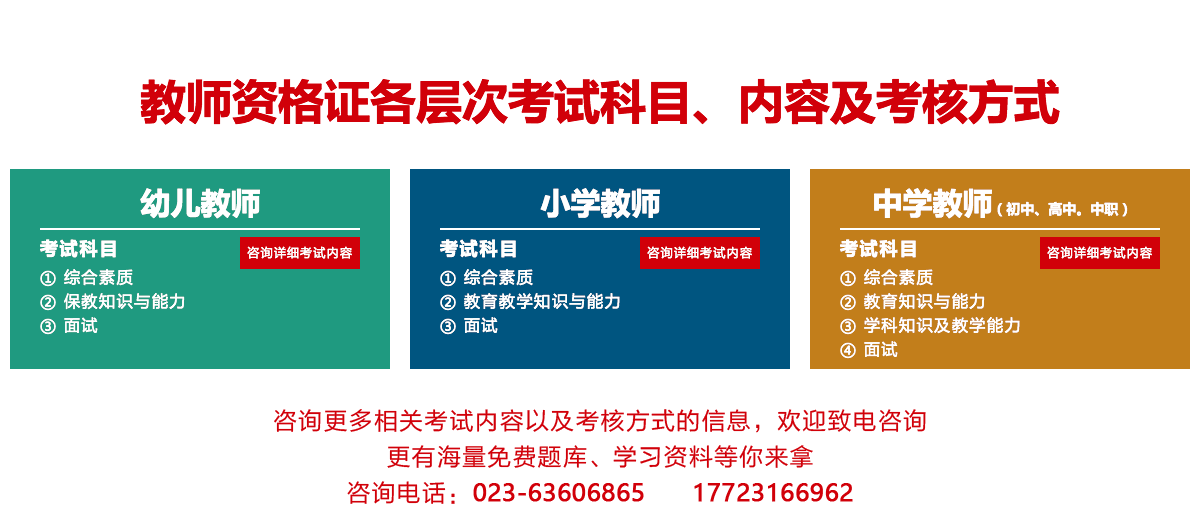 教师资格证各层次考试科目、内容及考核方式
幼儿教师
考试科目
咨询详细考试内容
① 综合素质
② 保教知识与能力
③ 面试
小学教师
考试科目
咨询详细考试内容
① 综合素质
② 教育教学知识与能力
③ 面试
中学教师（初中、高中。中职）
考试科目
咨询详细考试内容
① 综合素质
② 教育知识与能力
③ 学科知识及教学能力
④ 面试
咨询更多相关考试内容以及考核方式的信息，欢迎致电咨询
更有海量免费题库、学习资料等你来拿
咨询电话：023-63606865 17723166962